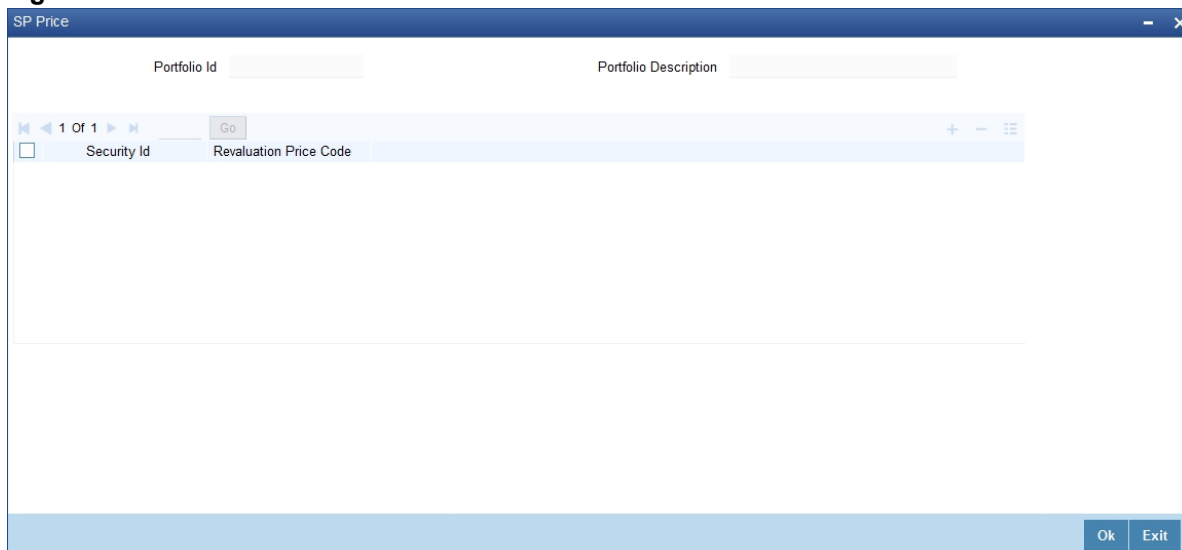 SP Price
Portfolio Id Portfolio Description
1 Of 1 Go
Security Id Revaluation Price Code
Ok Exit